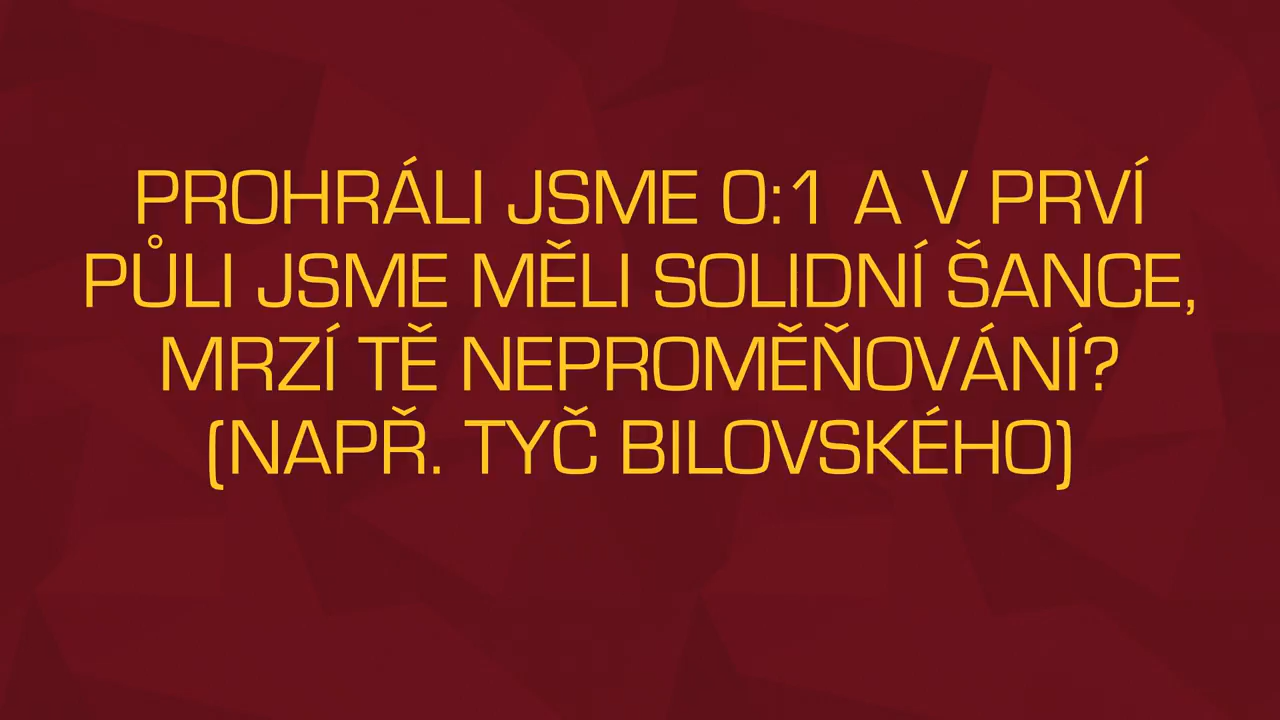 PROHRÁLI JSME 0:1 A V PRVÍ
PŮLI JSME MĚLI SOLIDNÍ ŠANCE,
MRZÍ TĚ NEPROMĚŇOVÁNÍ?
(NAPŘ. TYČ BILOVSKÉHO)